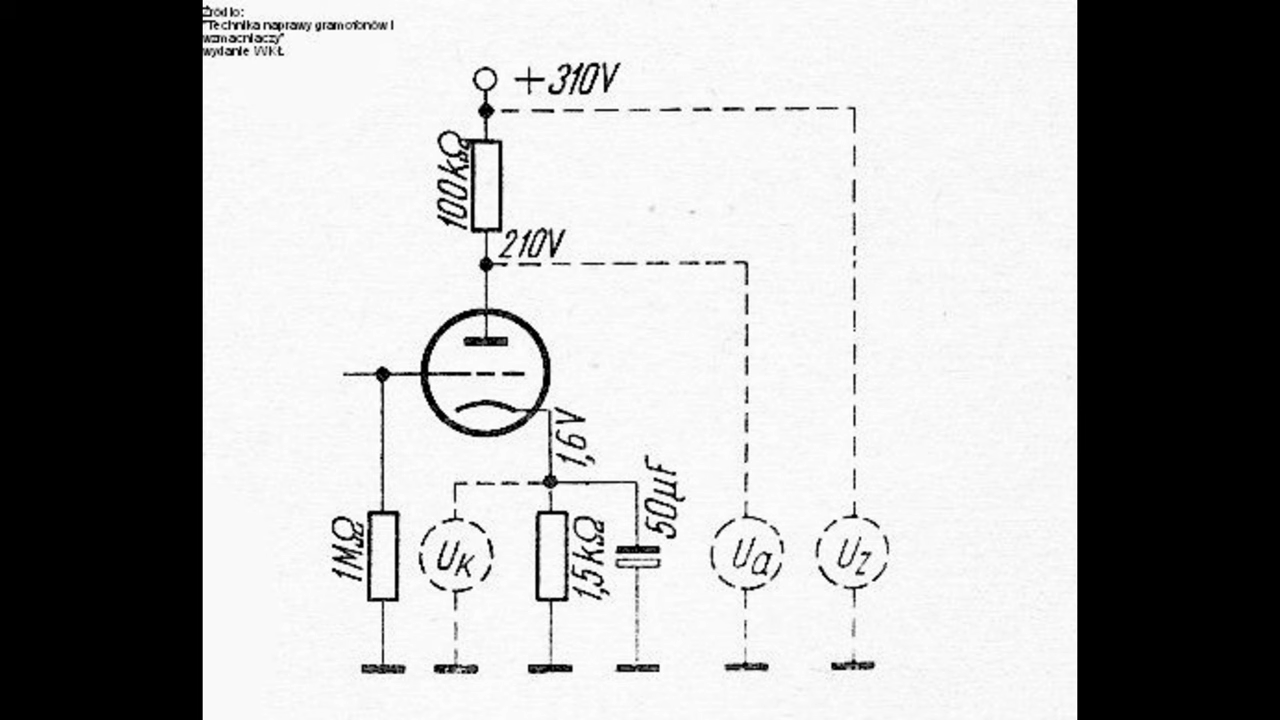 Źródło:
"Technika naprawy gramofonów i
wzmacniaczy"
wydanie WKŁ
+310V
100kΩ
210V
1,6V
50μF
1MΩ
UK
1,5kΩ
Ua
Uz